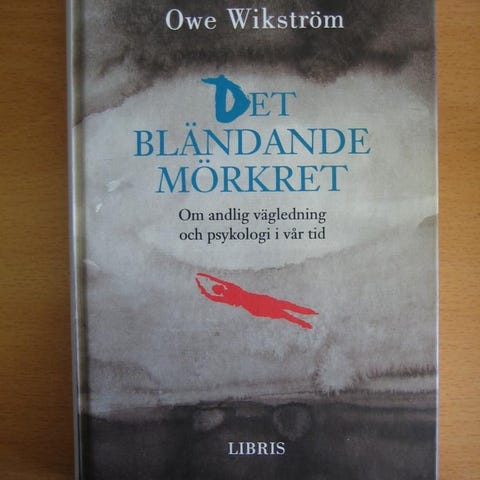 Owe Wikström
DET
BLÄNDANDE
MÖRKRET
Om andlig vägledning
och psykologi i vår tid
LIBRIS